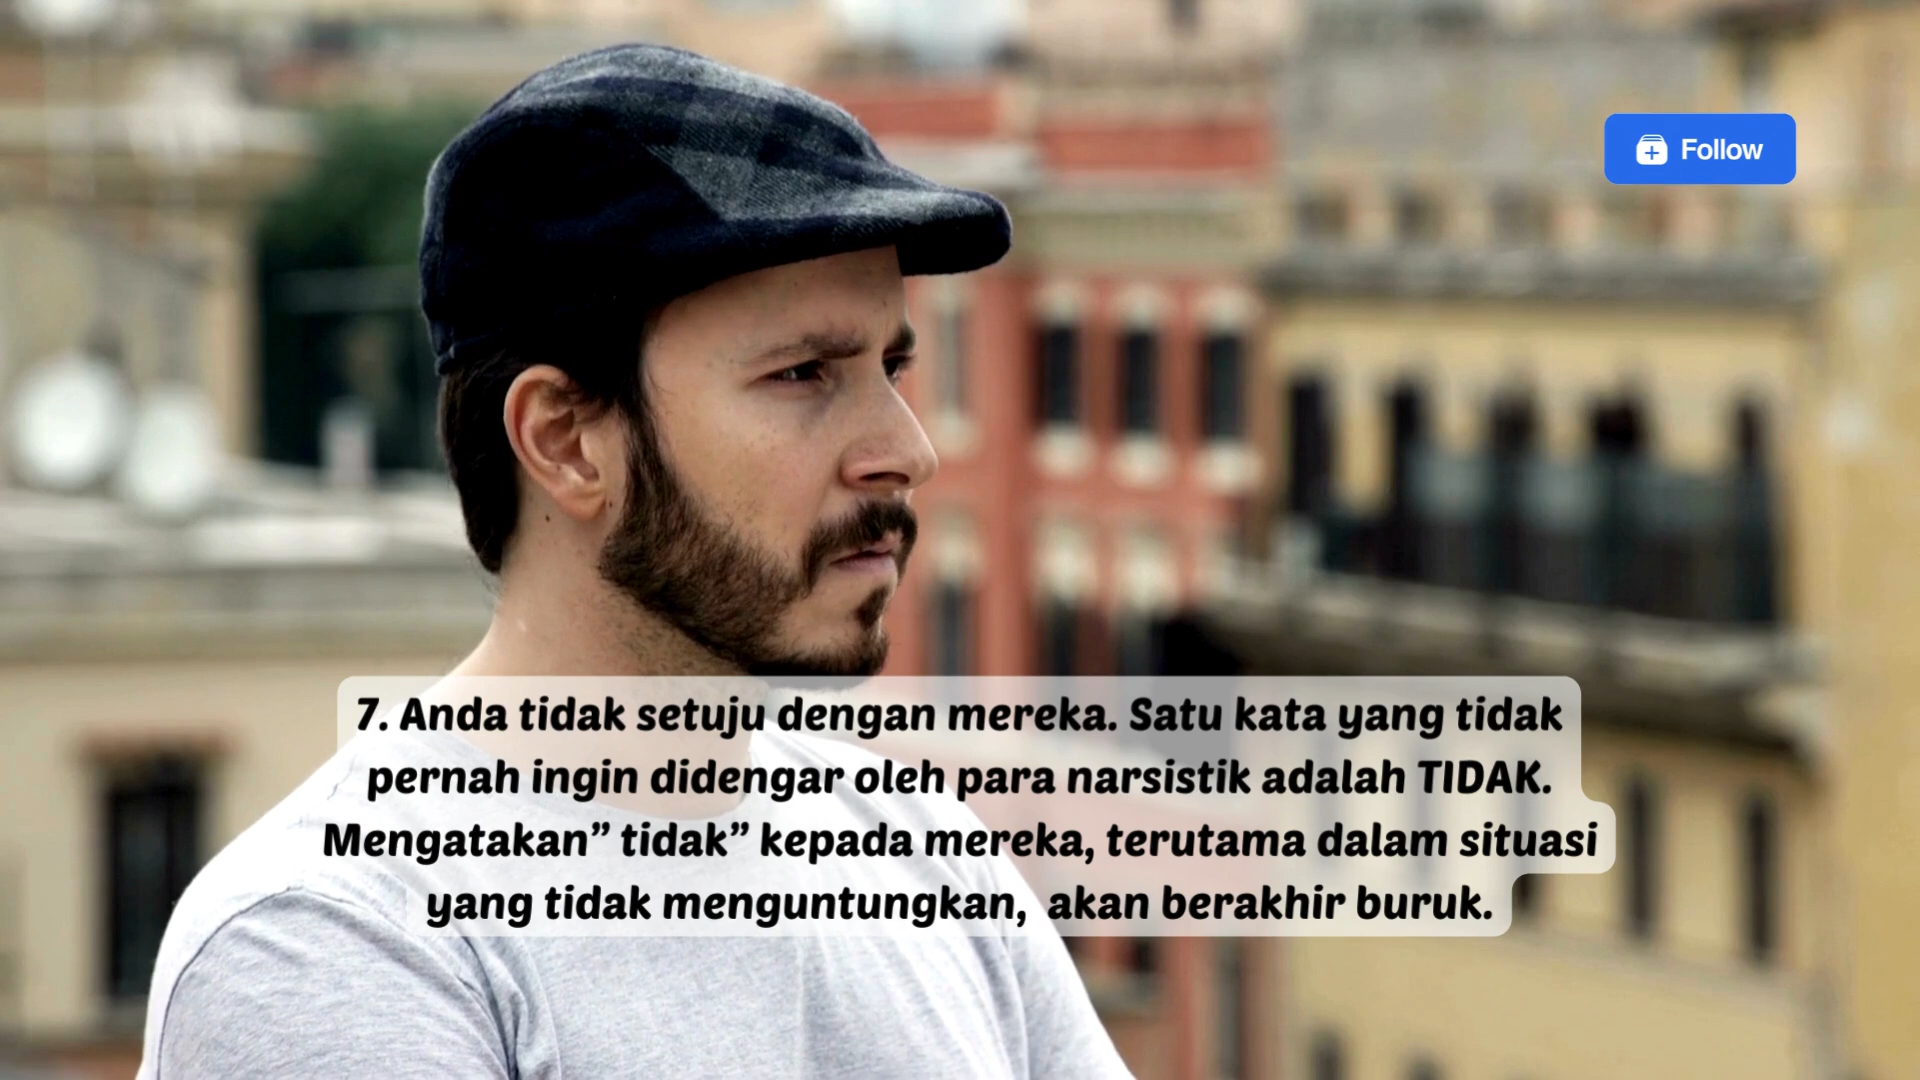 Follow
7. Anda tidak setuju dengan mereka. Satu kata yang tidak
pernah ingin didengar oleh para narsistik adalah TIDAK.
Mengatakan” tidak” kepada mereka, terutama dalam situasi
yang tidak menguntungkan,  akan berakhir buruk.